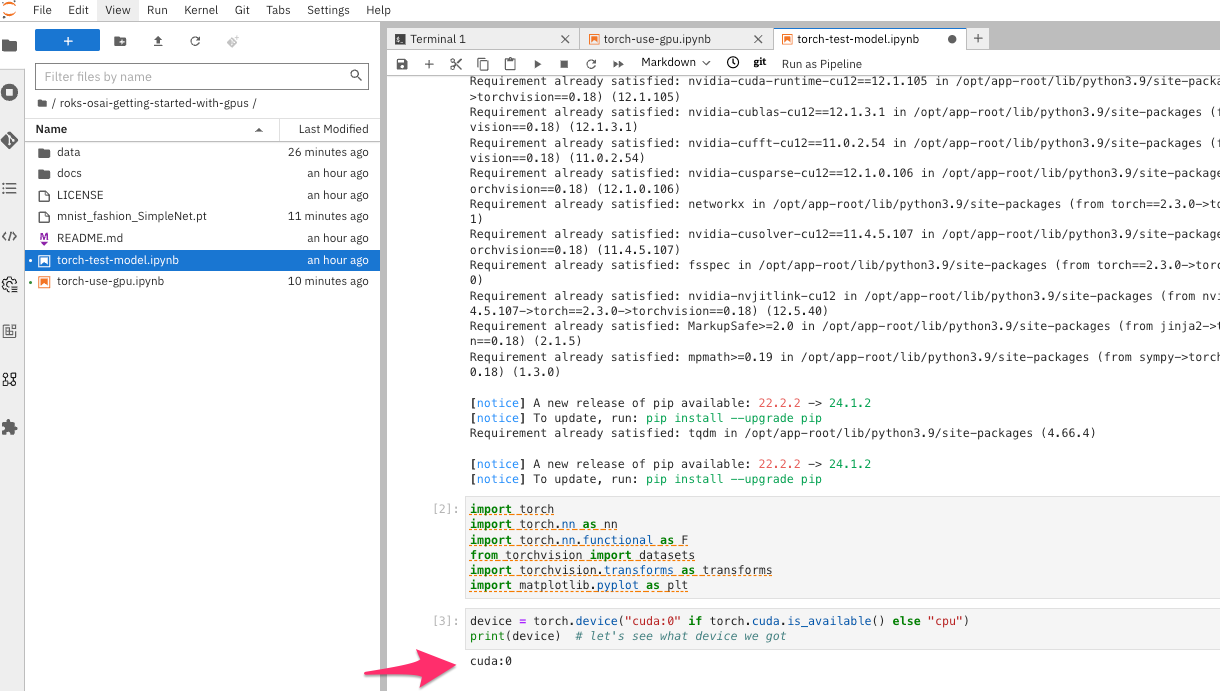 File Edit View Run Kernel Git Tabs Settings Help
+
Filter files by name
/ roks-osai-getting-started-with-gpus /
Name Last Modified
data 26 minutes ago
docs an hour ago
LICENSE an hour ago
mnist_fashion_SimpleNet.pt 11 minutes ago
README.md an hour ago
torch-test-model.ipynb an hour ago
torch-use-gpu.ipynb 10 minutes ago
Terminal 1
torch-use-gpu.ipynb
torch-test-model.ipynb
Markdown git Run as Pipeline
Requirement already satisfied: nvidia-cuda-runtime-cu12==12.1.105 in /opt/app-root/lib/python3.9/site-packa
>torchvision==0.18) (12.1.105)
Requirement already satisfied: nvidia-cublas-cu12==12.1.3.1 in /opt/app-root/lib/python3.9/site-packages (f
vision==0.18) (12.1.3.1)
Requirement already satisfied: nvidia-cufft-cu12==11.0.2.54 in /opt/app-root/lib/python3.9/site-packages (f
vision==0.18) (11.0.2.54)
Requirement already satisfied: nvidia-cusparse-cu12==12.1.0.106 in /opt/app-root/lib/python3.9/site-package
orchvision==0.18) (12.1.0.106)
Requirement already satisfied: networkx in /opt/app-root/lib/python3.9/site-packages (from torch==2.3.0->to
1)
Requirement already satisfied: nvidia-cusolver-cu12==11.4.5.107 in /opt/app-root/lib/python3.9/site-package
orchvision==0.18) (11.4.5.107)
Requirement already satisfied: fsspec in /opt/app-root/lib/python3.9/site-packages (from torch==2.3.0->torc
0)
Requirement already satisfied: nvidia-nvjitlink-cu12 in /opt/app-root/lib/python3.9/site-packages (from nvi
4.5.107->torch==2.3.0->torchvision==0.18) (12.5.40)
Requirement already satisfied: MarkupSafe>=2.0 in /opt/app-root/lib/python3.9/site-packages (from jinja2->t
n==0.18) (2.1.5)
Requirement already satisfied: mpmath>=0.19 in /opt/app-root/lib/python3.9/site-packages (from sympy->torch
0.18) (1.3.0)
[notice] A new release of pip available: 22.2.2 -> 24.1.2
[notice] To update, run: pip install --upgrade pip
Requirement already satisfied: tqdm in /opt/app-root/lib/python3.9/site-packages (4.66.4)
[notice] A new release of pip available: 22.2.2 -> 24.1.2
[notice] To update, run: pip install --upgrade pip
[2]: import torch
import torch.nn as nn
import torch.nn.functional as F
from torchvision import datasets
import torchvision.transforms as transforms
import matplotlib.pyplot as plt
[3]: device = torch.device("cuda:0" if torch.cuda.is_available() else "cpu")
print(device)  # let's see what device we got
cuda:0